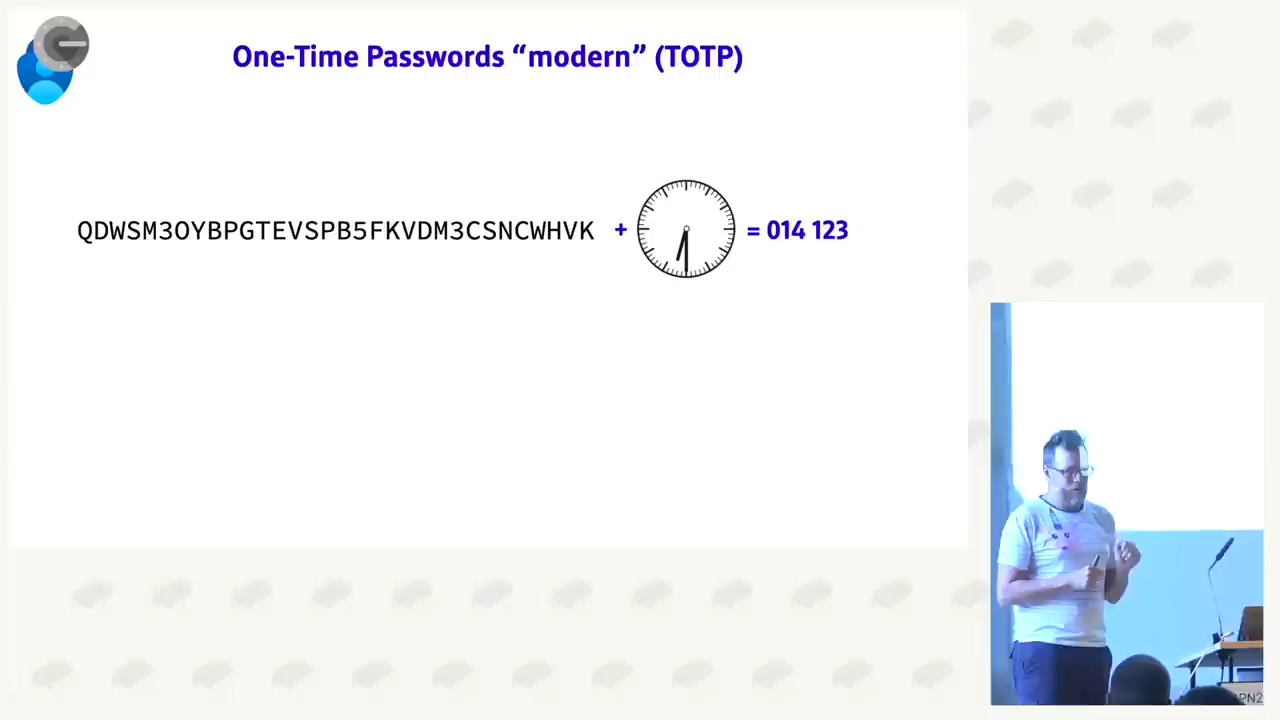 One-Time Passwords “modern” (TOTP)
QDWSM3OYBPGTEVSPB5FKVDM3CSNCWHVK + = 014 123